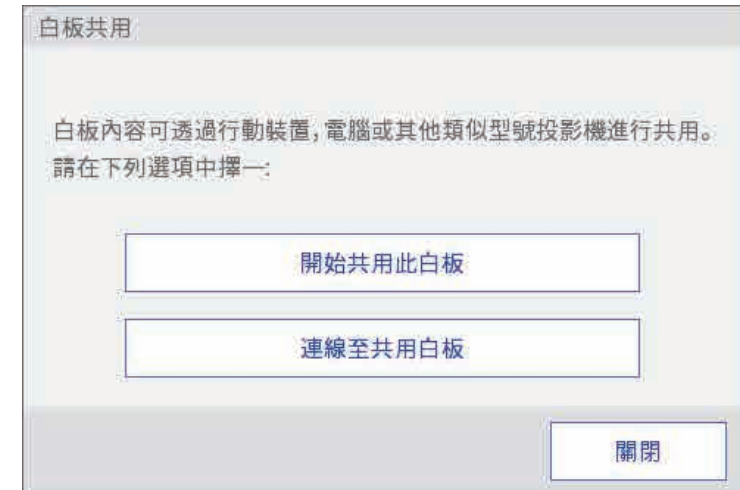 白板共用
白板內容可透過行動裝置,電腦或其他類似型號投影機進行共用。
請在下列選項中擇一:
開始共用此白板
連線至共用白板
關閉